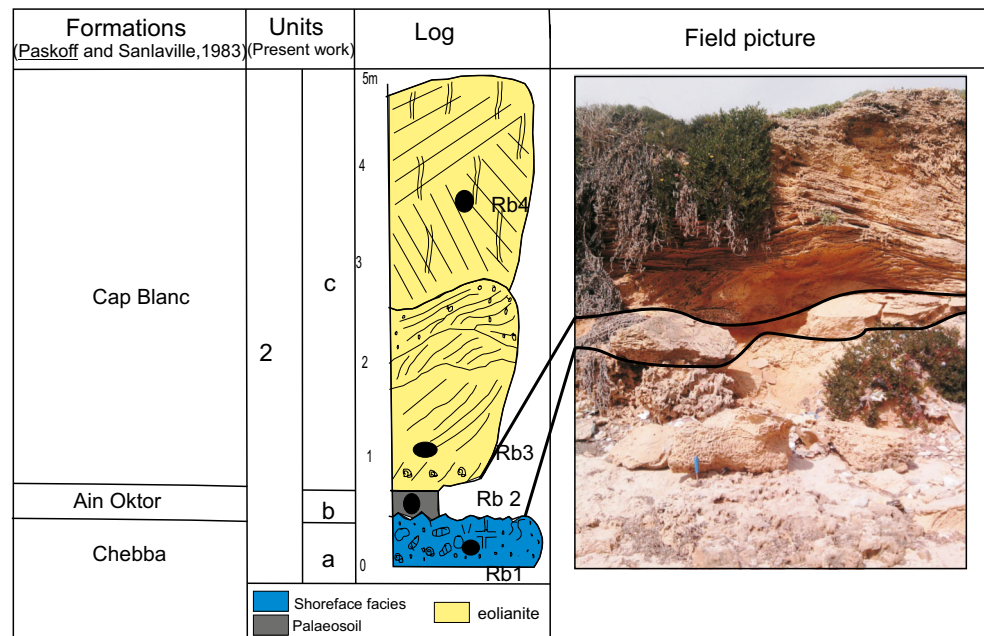 Formations
(Paskoff and Sanlaville,1983)
Units
(Present work)
Log
Field picture
5m
4
Rb4
3
Cap Blanc
c
2
2
Rb3
1
Ain Oktor
b
Rb 2
Chebba
a
0
Rb1
Shoreface facies
Palaeosoil
eolianite